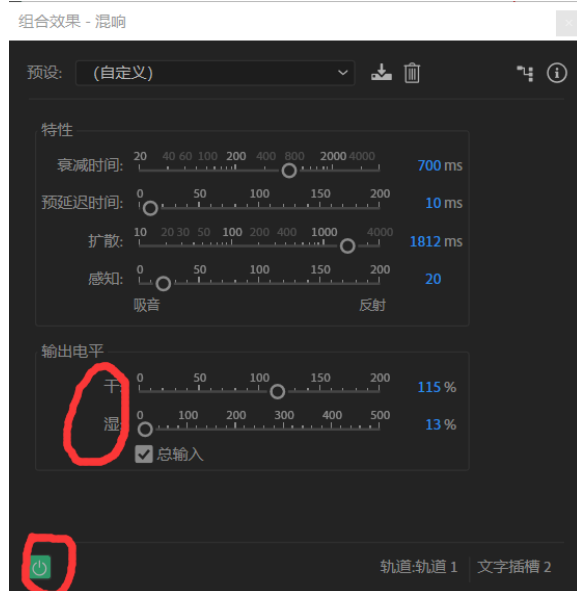 组合效果 - 混响
预设: (自定义)
特性
衰减时间: 20 40 60 100 200 400 800 2000 4000 700 ms
预延迟时间: 0 50 100 150 200 10 ms
扩散: 10 20 30 50 100 200 400 1000 4000 1812 ms
感知: 0 50 100 150 200 20
吸音 反射
输出电平
干: 0 50 100 150 200 115 %
湿: 0 100 200 300 400 500 13 %
总输入
轨道:轨道 1 文字插槽 2